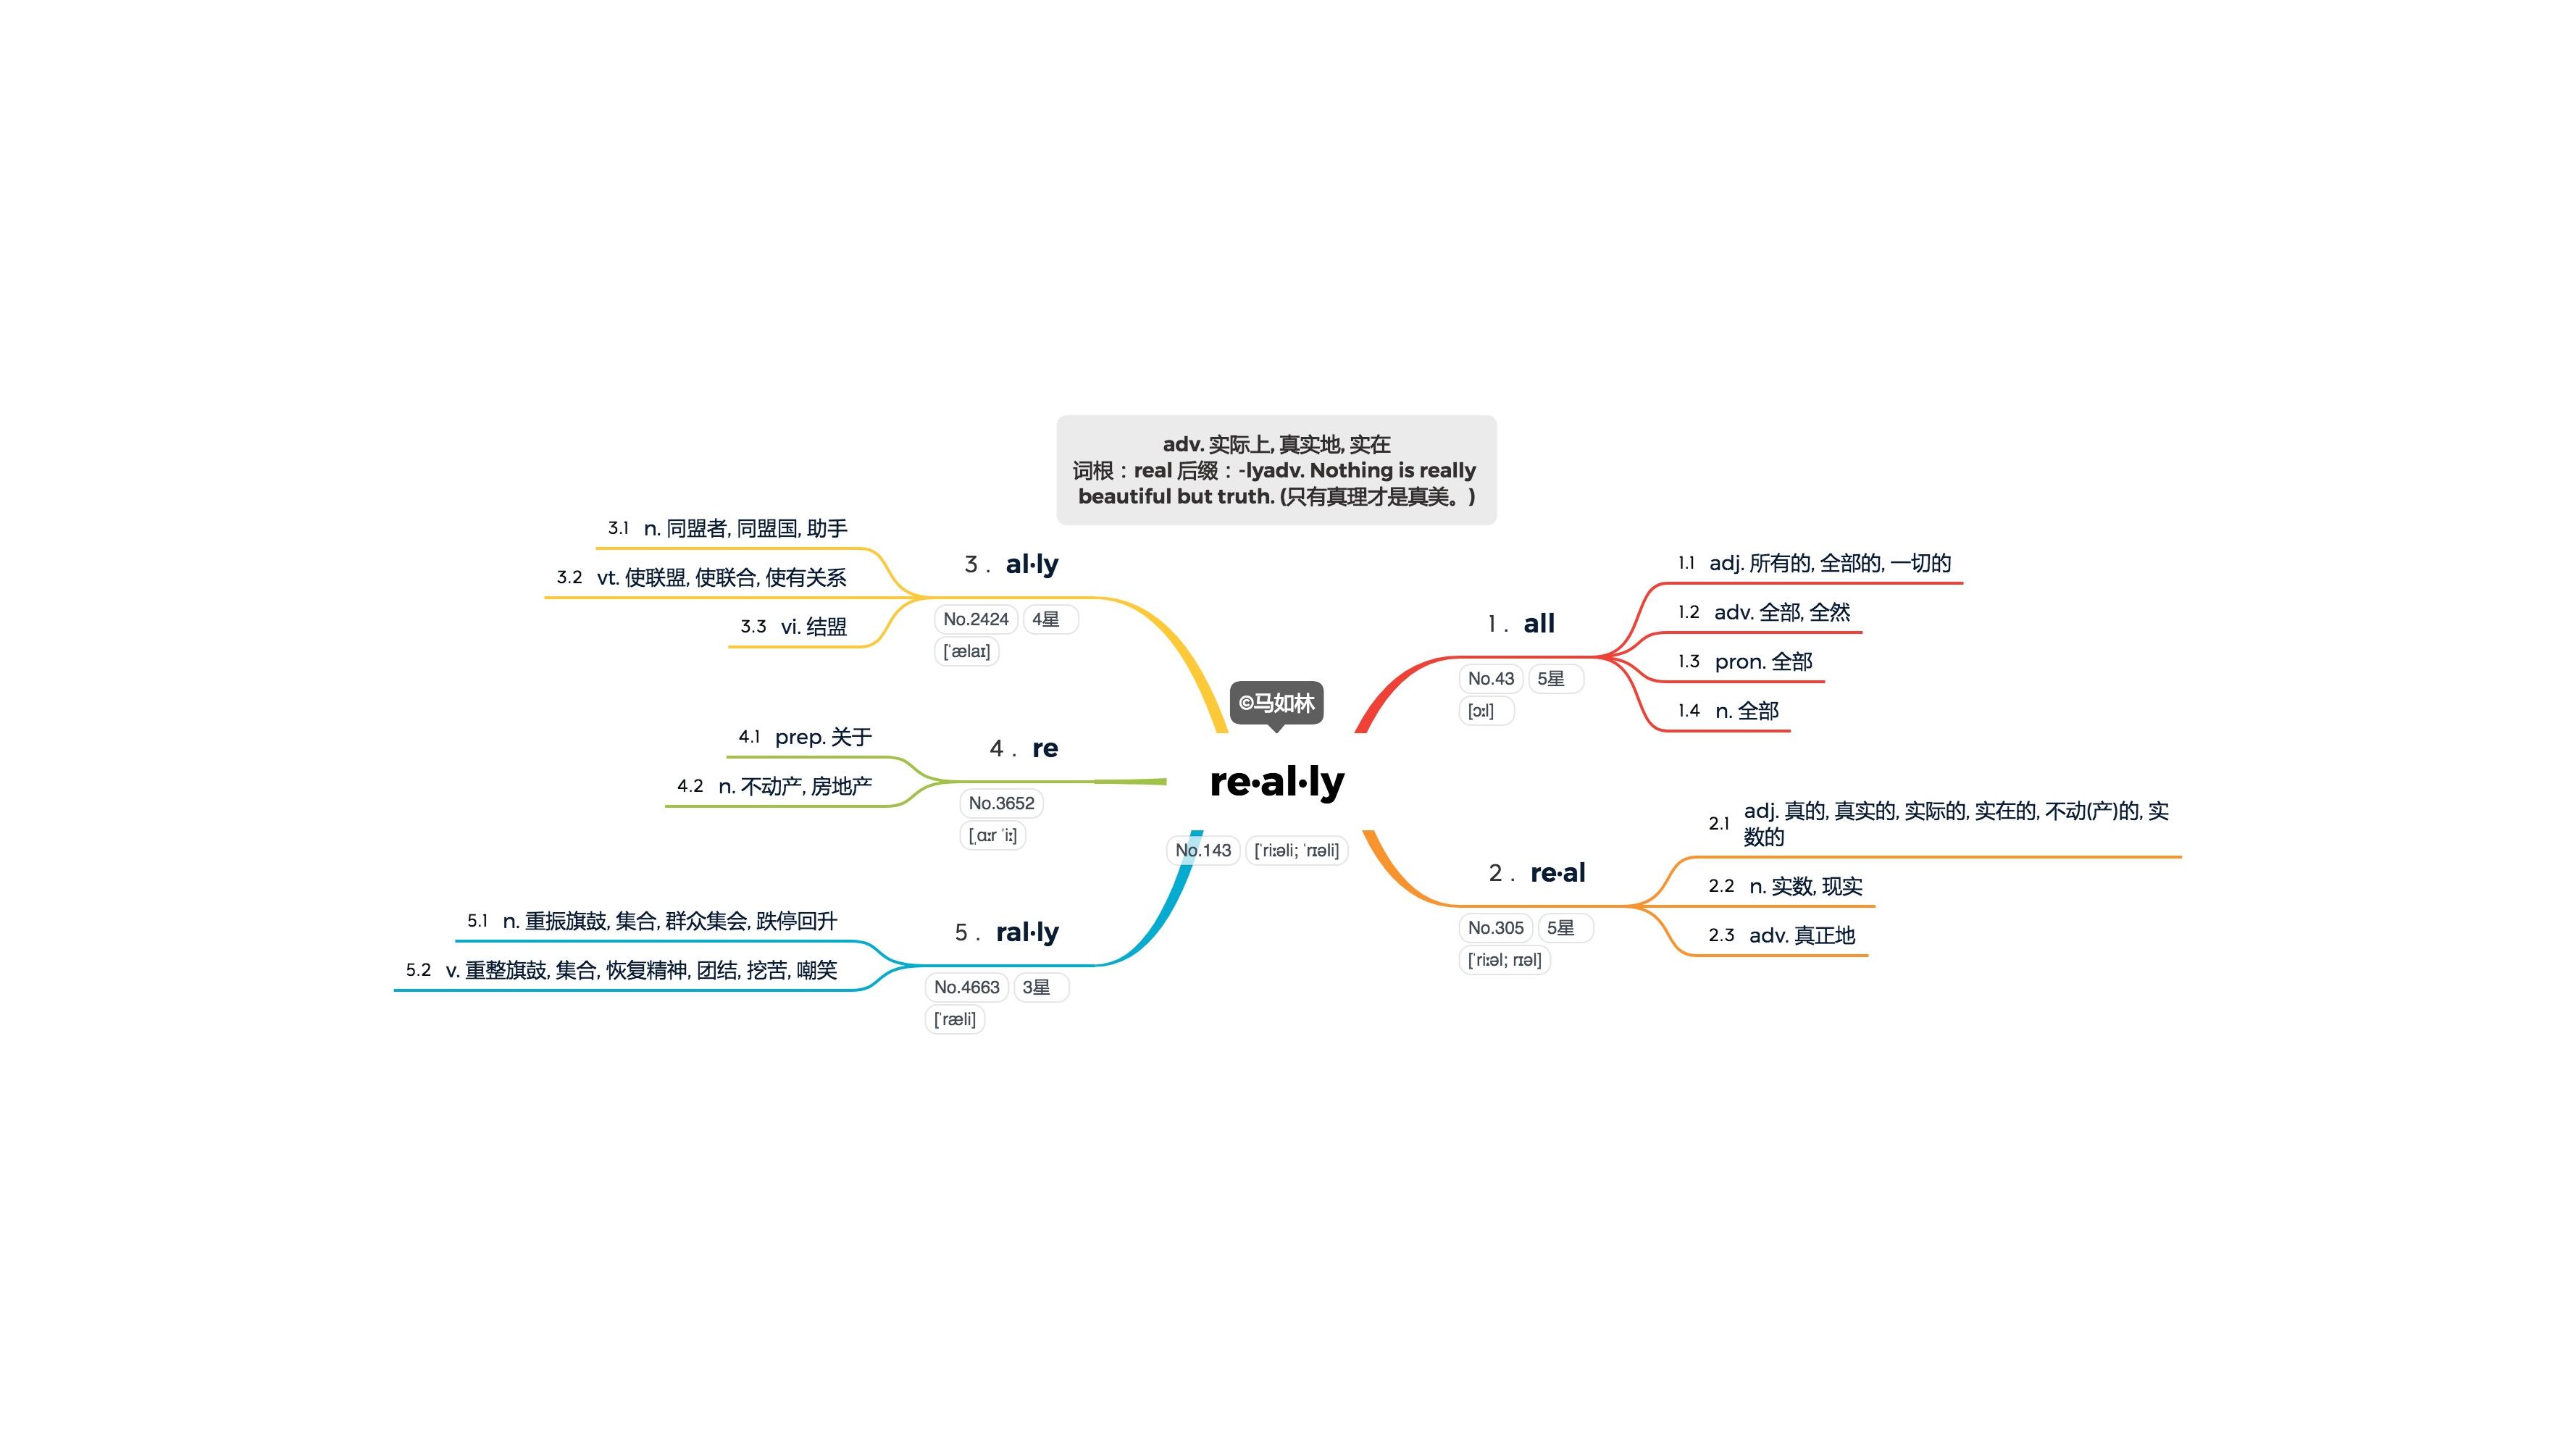 adv. 实际上, 真实地, 实在
词根：real 后缀：-lyadv. Nothing is really
beautiful but truth. (只有真理才是真美。)
©马如林
re·al·ly
No.143 [ˈriːəli; ˈrɪəli]
1 . all
No.43 5星
[ɔːl]
1.1 adj. 所有的, 全部的, 一切的
1.2 adv. 全部, 全然
1.3 pron. 全部
1.4 n. 全部
2 . re·al
No.305 5星
[ˈriːəl; rɪəl]
2.1 adj. 真的, 真实的, 实际的, 实在的, 不动(产)的, 实
数的
2.2 n. 实数, 现实
2.3 adv. 真正地
3 . al·ly
No.2424 4星
[ˈælaɪ]
3.1 n. 同盟者, 同盟国, 助手
3.2 vt. 使联盟, 使联合, 使有关系
3.3 vi. 结盟
4 . re
No.3652
[ˌɑːr ˈiː]
4.1 prep. 关于
4.2 n. 不动产, 房地产
5 . ral·ly
No.4663 3星
[ˈræli]
5.1 n. 重振旗鼓, 集合, 群众集会, 跌停回升
5.2 v. 重整旗鼓, 集合, 恢复精神, 团结, 挖苦, 嘲笑